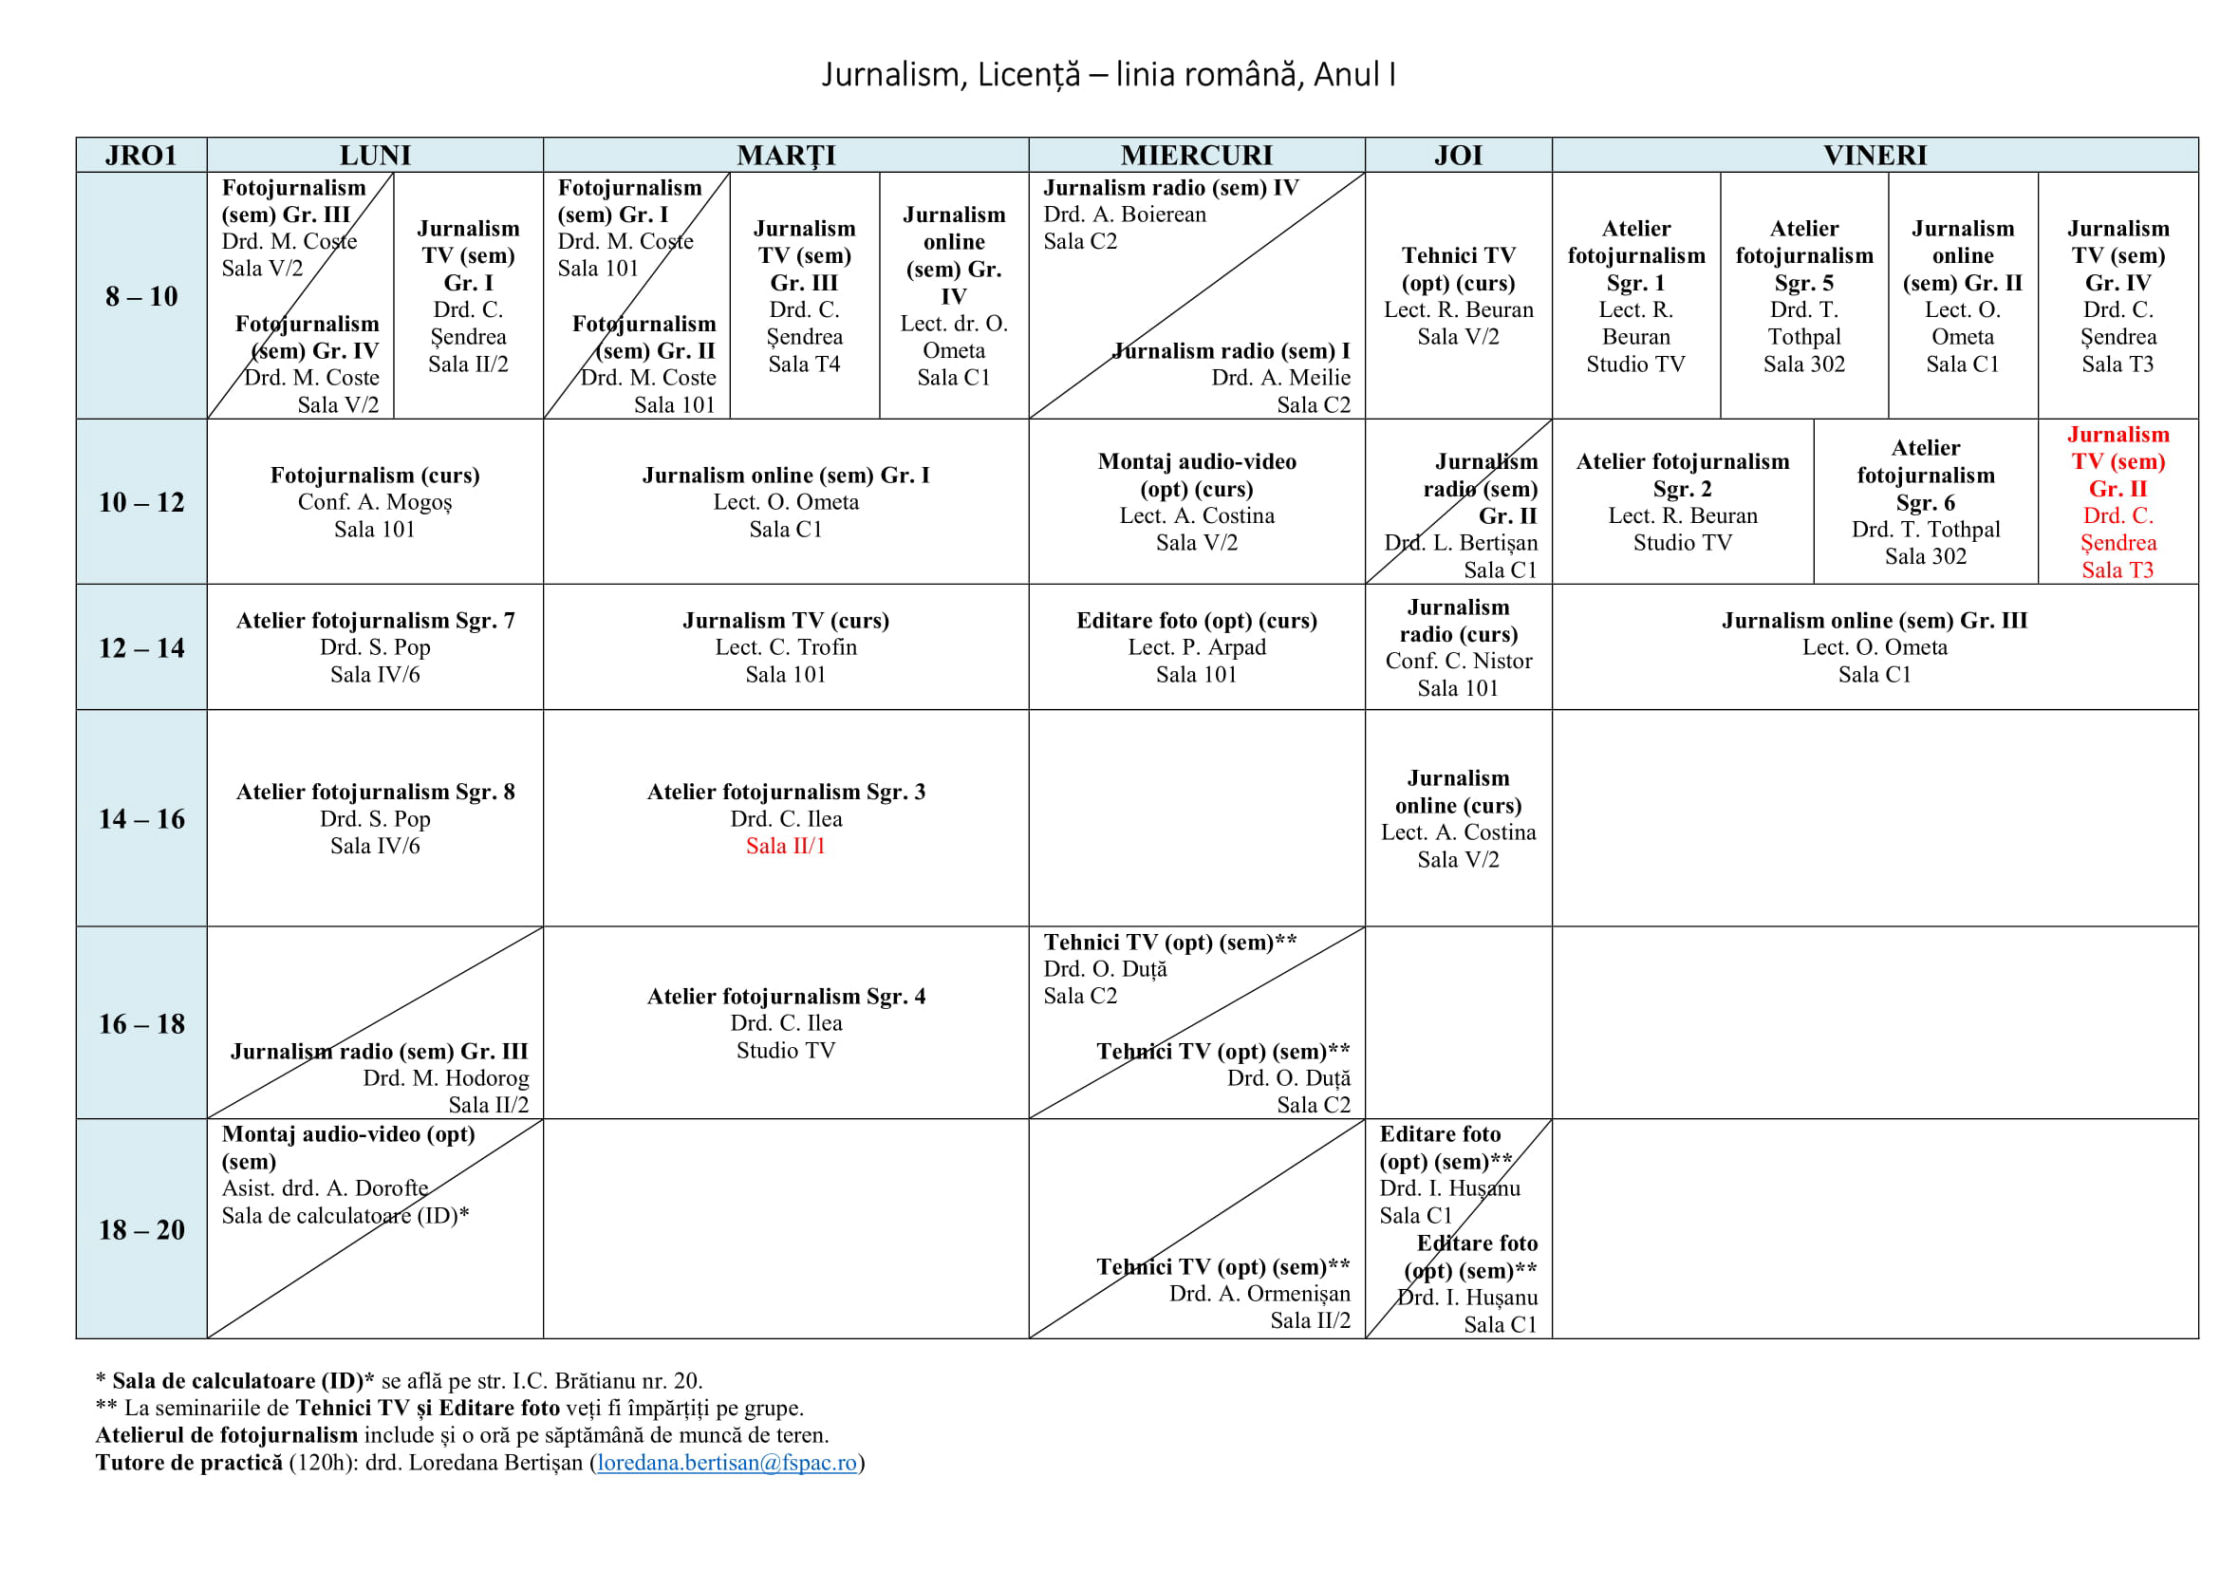 Jurnalism, Licență – linia română, Anul I
JRO1
LUNI
MARŢI
MIERCURI
JOI
VINERI
8 – 10
Fotojurnalism
(sem) Gr. III
Drd. M. Coste
Sala V/2
Fotojurnalism
(sem) Gr. IV
Drd. M. Coste
Sala V/2
Jurnalism
TV (sem)
Gr. I
Drd. C.
Șendrea
Sala II/2
Fotojurnalism
(sem) Gr. I
Drd. M. Coste
Sala 101
Fotojurnalism
(sem) Gr. II
Drd. M. Coste
Sala 101
Jurnalism
TV (sem)
Gr. III
Drd. C.
Șendrea
Sala T4
Jurnalism
online
(sem) Gr.
IV
Lect. dr. O.
Ometa
Sala C1
Jurnalism radio (sem) IV
Drd. A. Boierean
Sala C2
Jurnalism radio (sem) I
Drd. A. Meilie
Sala C2
Tehnici TV
(opt) (curs)
Lect. R. Beuran
Sala V/2
Atelier
fotojurnalism
Sgr. 1
Lect. R.
Beuran
Studio TV
Atelier
fotojurnalism
Sgr. 5
Drd. T.
Tothpal
Sala 302
Jurnalism
online
(sem) Gr. II
Lect. O.
Ometa
Sala C1
Jurnalism
TV (sem)
Gr. IV
Drd. C.
Șendrea
Sala T3
10 – 12
Fotojurnalism (curs)
Conf. A. Mogoș
Sala 101
Jurnalism online (sem) Gr. I
Lect. O. Ometa
Sala C1
Montaj audio-video
(opt) (curs)
Lect. A. Costina
Sala V/2
Jurnalism
radio (sem)
Gr. II
Drd. L. Bertișan
Sala C1
Atelier fotojurnalism
Sgr. 2
Lect. R. Beuran
Studio TV
Atelier
fotojurnalism
Sgr. 6
Drd. T. Tothpal
Sala 302
Jurnalism
TV (sem)
Gr. II
Drd. C.
Șendrea
Sala T3
12 – 14
Atelier fotojurnalism Sgr. 7
Drd. S. Pop
Sala IV/6
Jurnalism TV (curs)
Lect. C. Trofin
Sala 101
Editare foto (opt) (curs)
Lect. P. Arpad
Sala 101
Jurnalism
radio (curs)
Conf. C. Nistor
Sala 101
Jurnalism online (sem) Gr. III
Lect. O. Ometa
Sala C1
14 – 16
Atelier fotojurnalism Sgr. 8
Drd. S. Pop
Sala IV/6
Atelier fotojurnalism Sgr. 3
Drd. C. Ilea
Sala II/1
Jurnalism
online (curs)
Lect. A. Costina
Sala V/2
16 – 18
Jurnalism radio (sem) Gr. III
Drd. M. Hodorog
Sala II/2
Atelier fotojurnalism Sgr. 4
Drd. C. Ilea
Studio TV
Tehnici TV (opt) (sem)**
Drd. O. Duță
Sala C2
Tehnici TV (opt) (sem)**
Drd. O. Duță
Sala C2
18 – 20
Montaj audio-video (opt)
(sem)
Asist. drd. A. Dorofte
Sala de calculatoare (ID)*
Tehnici TV (opt) (sem)**
Drd. A. Ormenișan
Sala II/2
Editare foto
(opt) (sem)**
Drd. I. Hușanu
Sala C1
Editare foto
(opt) (sem)**
Drd. I. Hușanu
Sala C1
* Sala de calculatoare (ID)* se află pe str. I.C. Brătianu nr. 20.
** La seminariile de Tehnici TV și Editare foto veți fi împărțiți pe grupe.
Atelierul de fotojurnalism include și o oră pe săptămână de muncă de teren.
Tutore de practică (120h): drd. Loredana Bertișan (loredana.bertisan@fspac.ro)